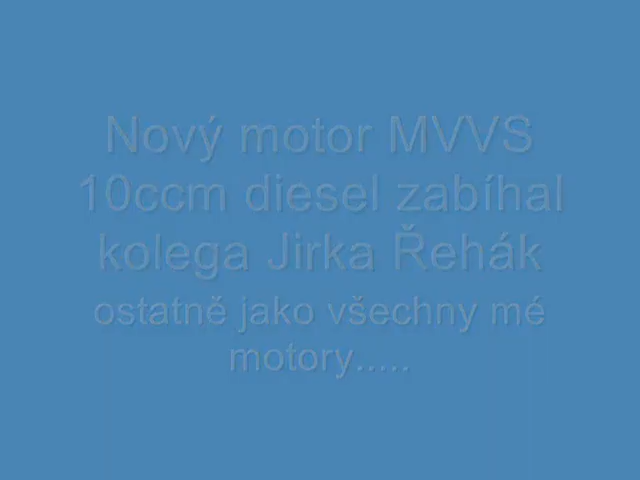 Nový motor MVVS
10ccm diesel zabíhal
kolega Jirka Řehák
ostatně jako všechny mé
motory.....